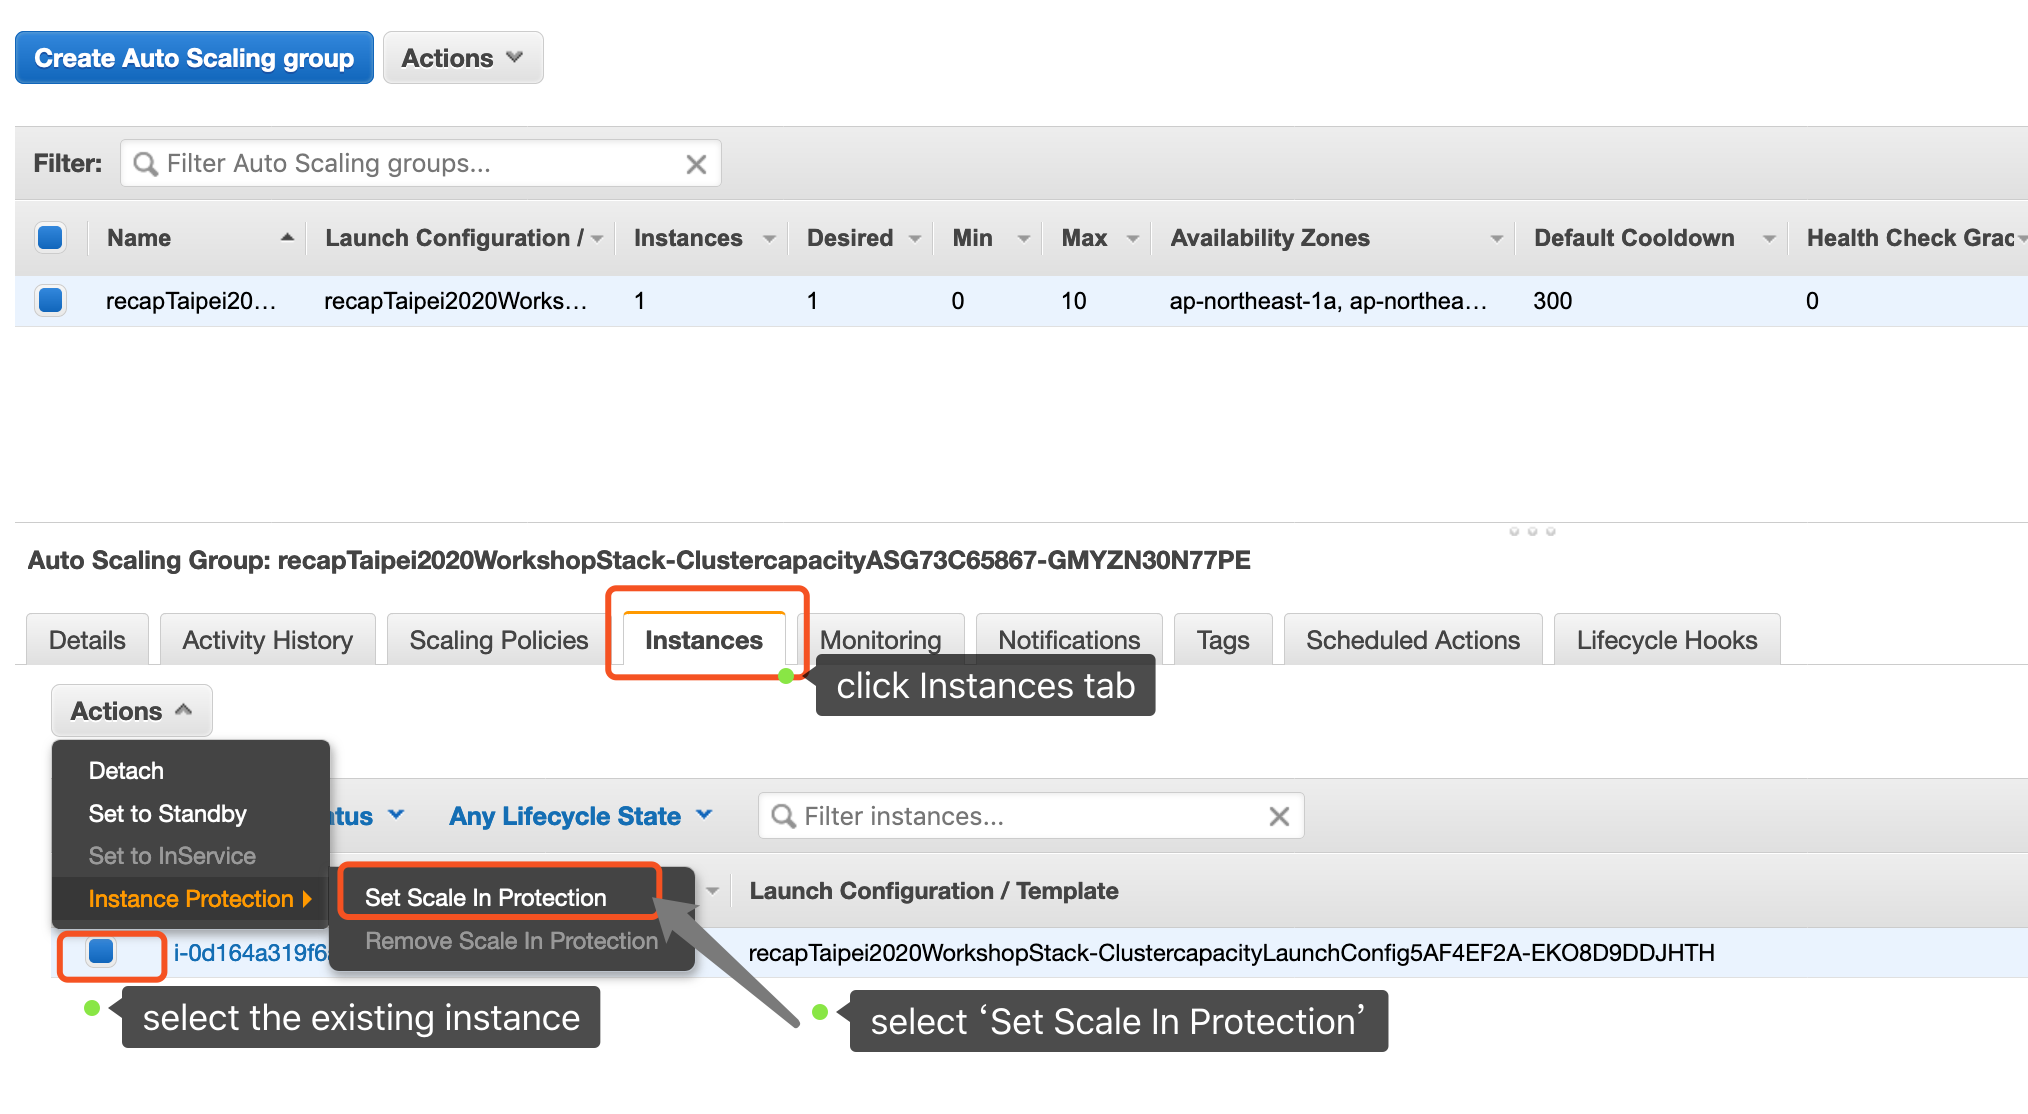 Create Auto Scaling group Actions
Filter: Filter Auto Scaling groups...
Name Launch Configuration / Instances Desired Min Max Availability Zones Default Cooldown Health Check Grac
recapTaipei20… recapTaipei2020Works… 1 1 0 10 ap-northeast-1a, ap-northea… 300 0
Auto Scaling Group: recapTaipei2020WorkshopStack-ClustercapacityASG73C65867-GMYZN30N77PE
Details Activity History Scaling Policies Instances Monitoring Notifications Tags Scheduled Actions Lifecycle Hooks
click Instances tab
Actions
Detach
Set to Standby
Set to InService
Instance Protection
tus Any Lifecycle State Filter instances...
Set Scale In Protection
Remove Scale In Protection
Launch Configuration / Template
i-0d164a319f6 recapTaipei2020WorkshopStack-ClustercapacityLaunchConfig5AF4EF2A-EKO8D9DDJHTH
select the existing instance
select ‘Set Scale In Protection’